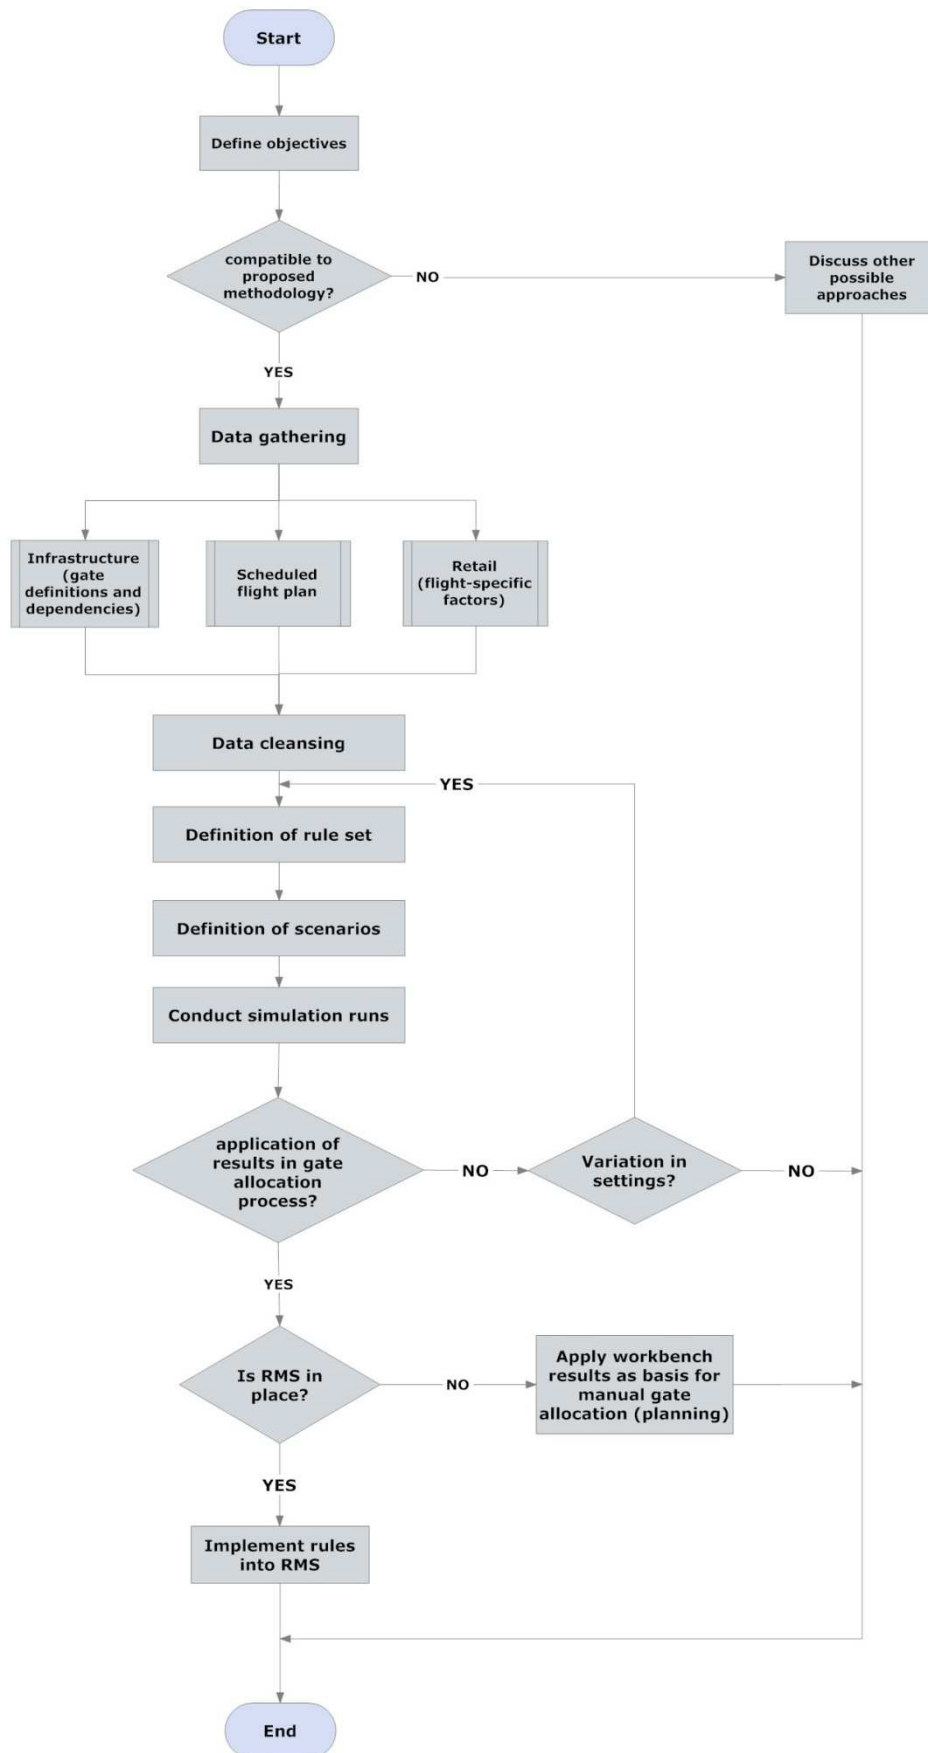 Start
Define objectives
compatible to
proposed
methodology?
NO
Discuss other
possible
approaches
YES
Data gathering
Infrastructure
(gate
definitions and
dependencies)
Scheduled
flight plan
Retail
(flight-specific
factors)
Data cleansing
YES
Definition of rule set
Definition of scenarios
Conduct simulation runs
application of
results in gate
allocation
process?
NO
Variation in
settings?
NO
YES
Is RMS in
place?
NO
Apply workbench
results as basis for
manual gate
allocation (planning)
YES
Implement rules
into RMS
End